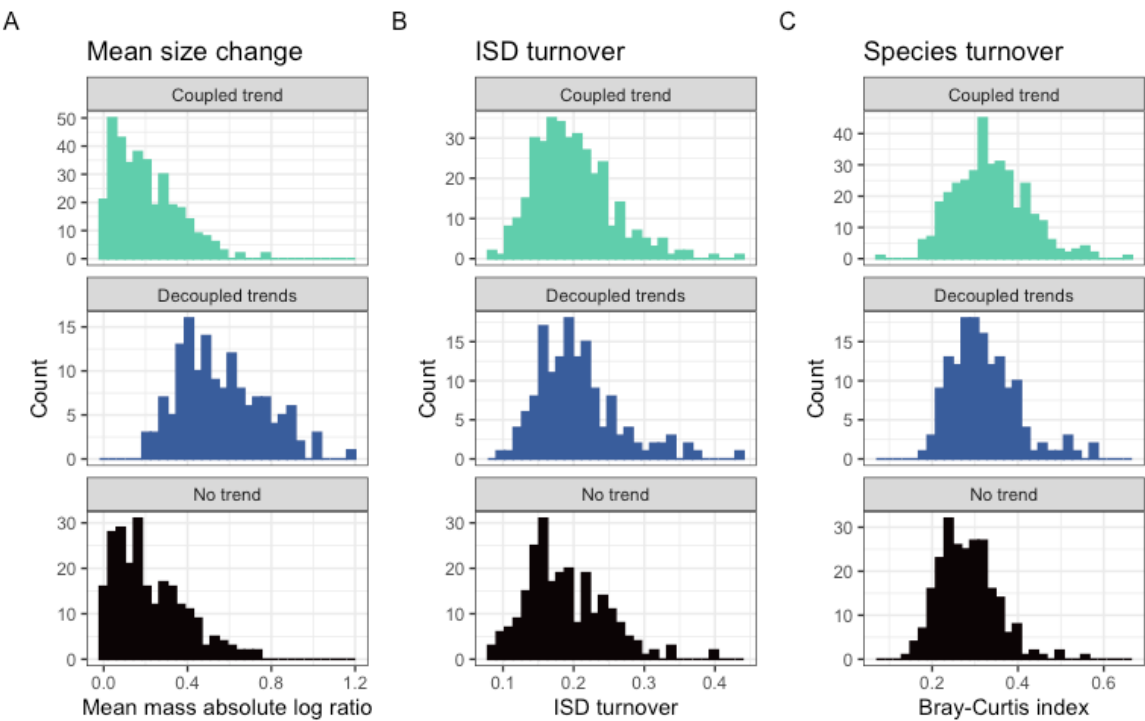 A
Mean size change
Coupled trend
50
40
30
20
10
0
Decoupled trends
15
10
5
0
Count
No trend
30
20
10
0
0.0 0.4 0.8 1.2
Mean mass absolute log ratio
B
ISD turnover
Coupled trend
30
20
10
0
Decoupled trends
15
10
5
0
Count
No trend
30
20
10
0
0.1 0.2 0.3 0.4
ISD turnover
C
Species turnover
Coupled trend
40
30
20
10
0
Decoupled trends
15
10
5
0
Count
No trend
30
20
10
0
0.2 0.4 0.6
Bray-Curtis index